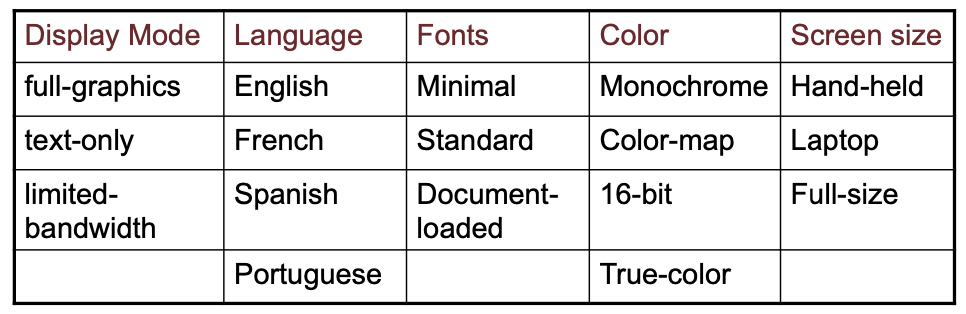 Display Mode Language Fonts Color Screen size
full-graphics English Minimal Monochrome Hand-held
text-only French Standard Color-map Laptop
limited- Spanish Document- 16-bit Full-size
bandwidth loaded
Portuguese True-color